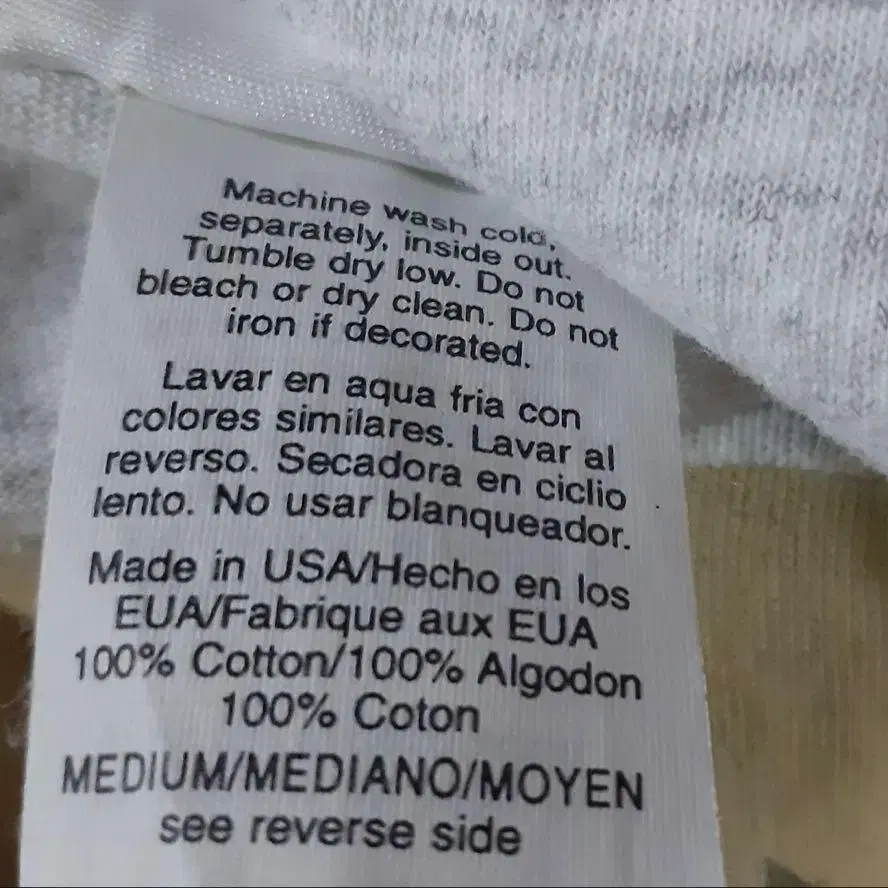 Machine wash cold,
separately, inside out.
Tumble dry low. Do not
bleach or dry clean. Do not
iron if decorated.
Lavar en aqua fria con
colores similares. Lavar al
reverso. Secadora en ciclio
lento. No usar blanqueador.
Made in USA/Hecho en los
EUA/Fabrique aux EUA
100% Cotton/100% Algodon
100% Coton
MEDIUM/MEDIANO/MOYEN
see reverse side